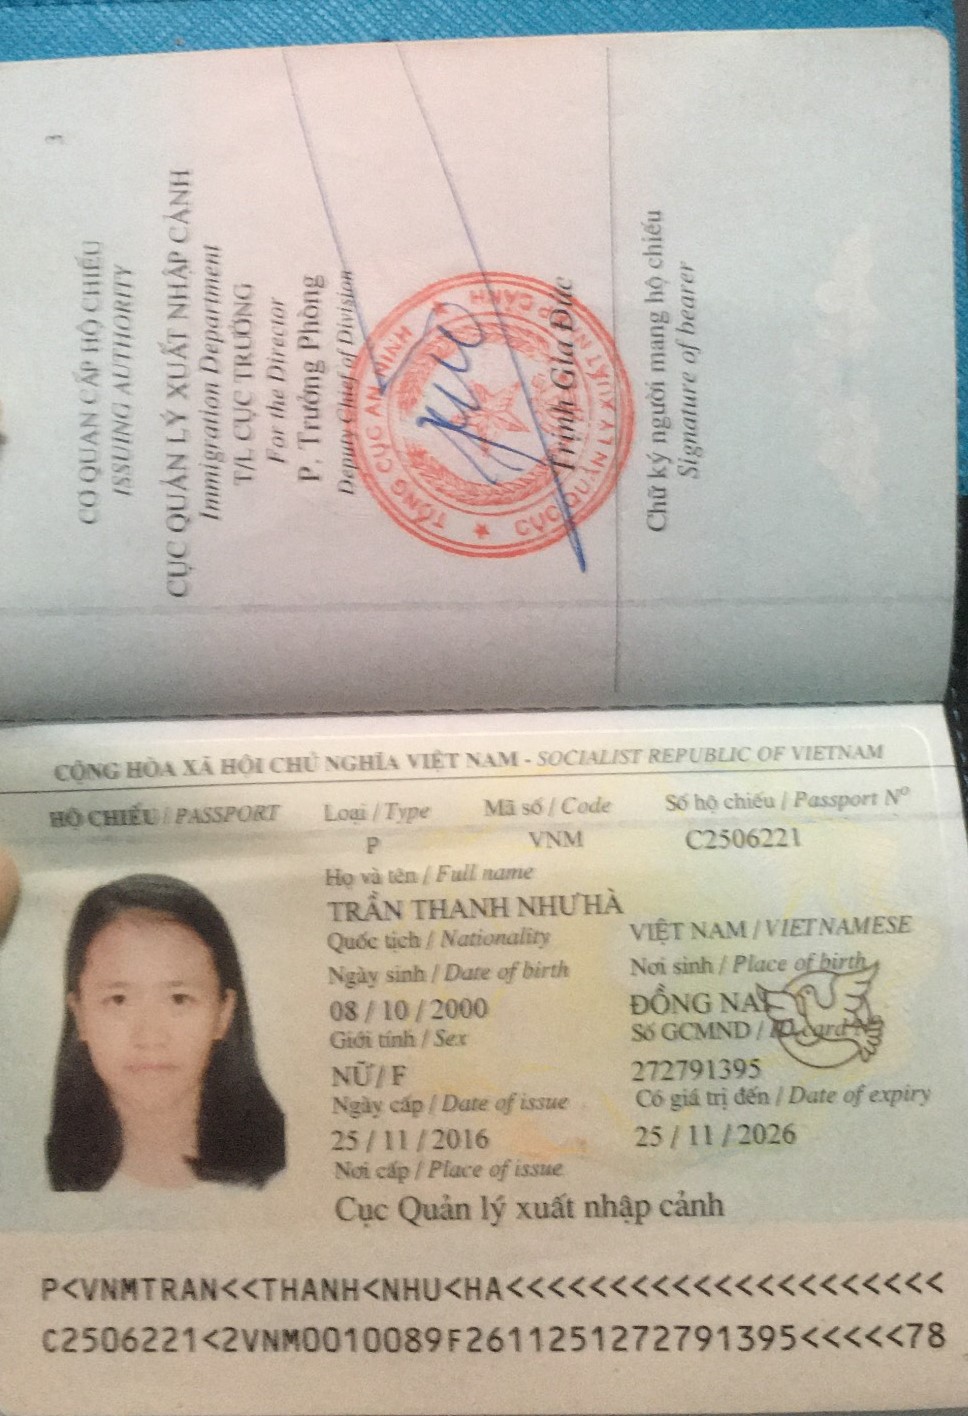 3
CƠ QUAN CẤP HỘ CHIẾU
ISSUING AUTHORITY
CỤC QUẢN LÝ XUẤT NHẬP CẢNH
Immigration Department
T/L CỤC TRƯỞNG
For the Director
P. Trưởng Phòng
Deputy Chief of Division
TỔNG CỤC AN NINH
CỤC QUẢN LÝ XUẤT NHẬP CẢNH
Trịnh Gia Đức
Chữ ký người mang hộ chiếu
Signature of bearer
CỘNG HÒA XÃ HỘI CHỦ NGHĨA VIỆT NAM - SOCIALIST REPUBLIC OF VIETNAM
HỘ CHIẾU / PASSPORT Loại / Type Mã số / Code Số hộ chiếu / Passport Nº
P VNM C2506221
Họ và tên / Full name
TRẦN THANH NHƯ HÀ
Quốc tịch / Nationality VIỆT NAM / VIETNAMESE
Ngày sinh / Date of birth Nơi sinh / Place of birth
08 / 10 / 2000 ĐỒNG NAI
Giới tính / Sex Số GCMND / ID card Nº
NỮ / F 272791395
Ngày cấp / Date of issue Có giá trị đến / Date of expiry
25 / 11 / 2016 25 / 11 / 2026
Nơi cấp / Place of issue
Cục Quản lý xuất nhập cảnh
P<VNMTRAN<<THANH<NHU<HA<<<<<<<<<<<<<<<<<<<<<
C2506221<2VNM0010089F2611251272791395<<<<<78